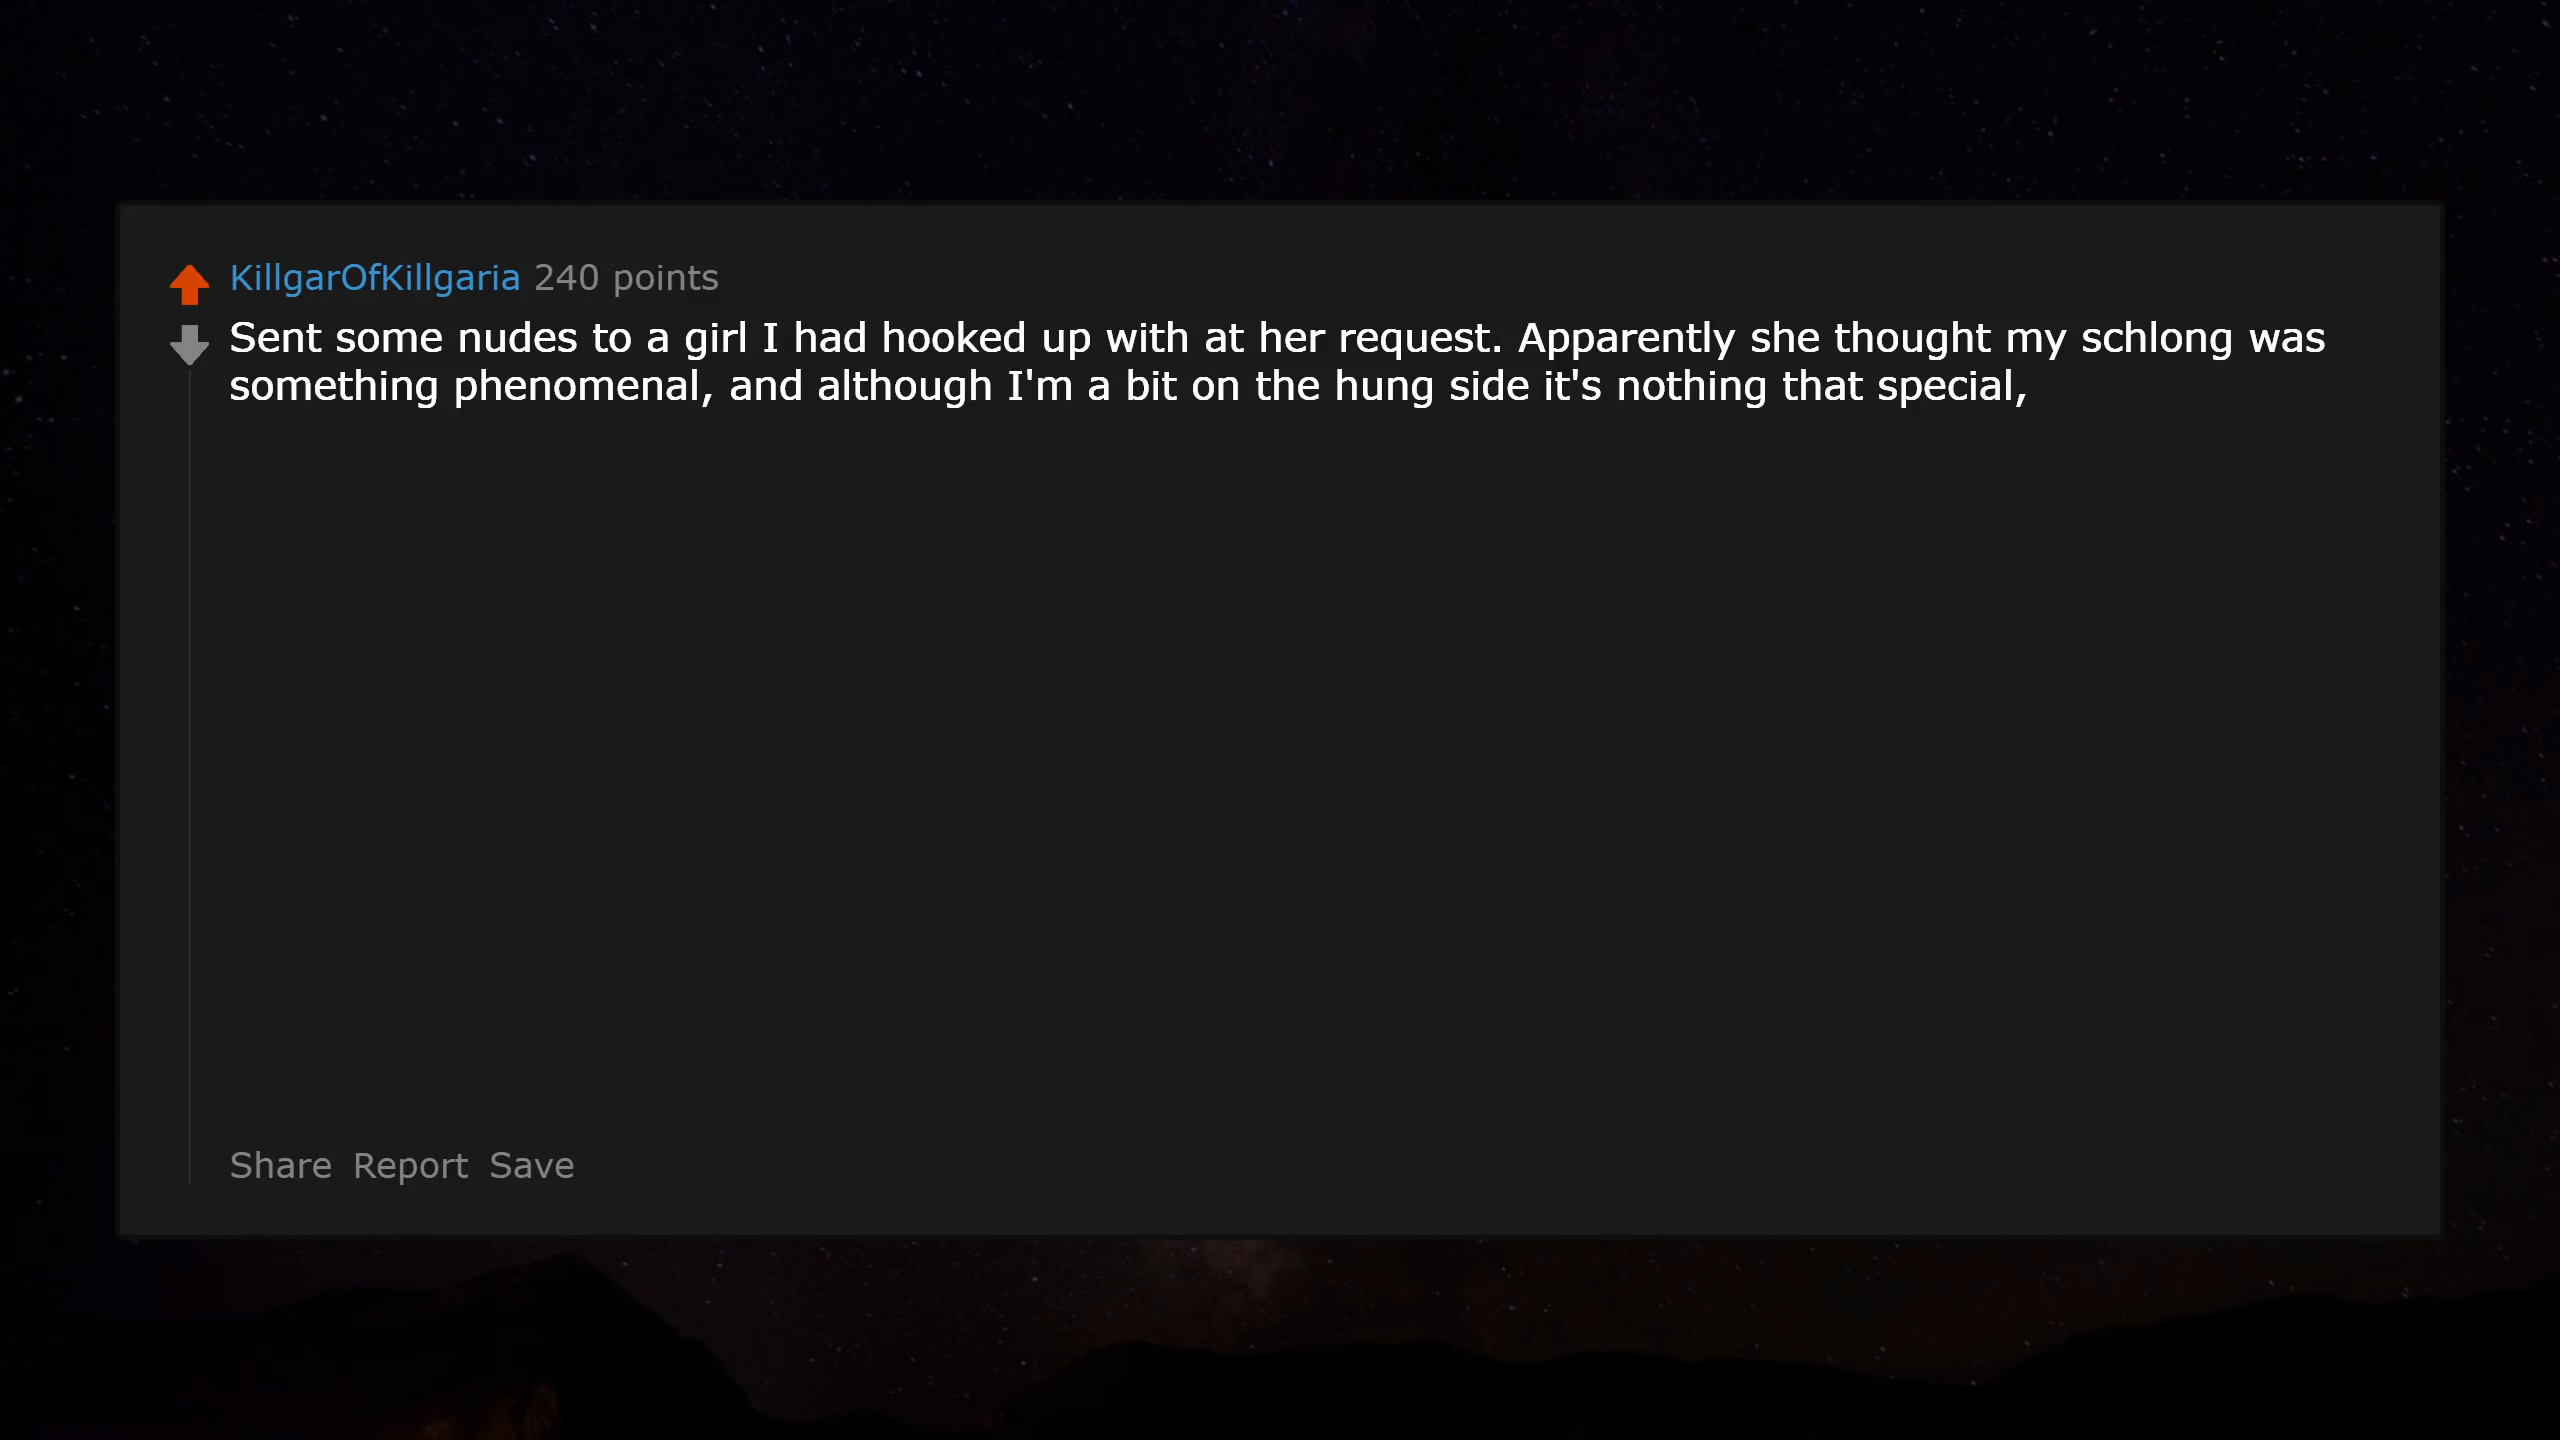 KillgarOfKillgaria 240 points
Sent some nudes to a girl I had hooked up with at her request. Apparently she thought my schlong was
something phenomenal, and although I'm a bit on the hung side it's nothing that special,
Share Report Save